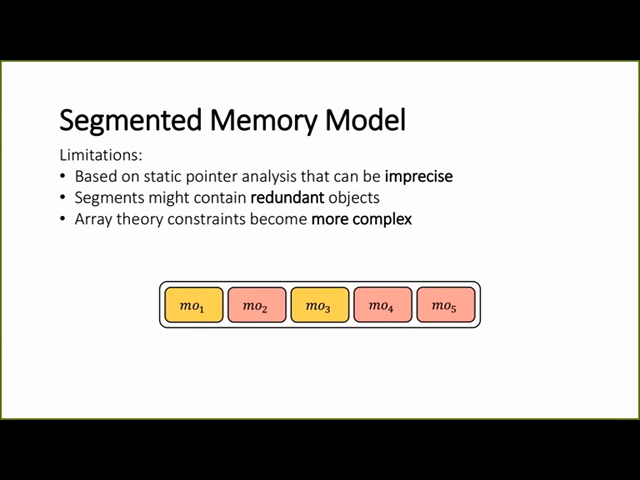 Segmented Memory Model
Limitations:
• Based on static pointer analysis that can be imprecise
• Segments might contain redundant objects
• Array theory constraints become more complex
mo₁ mo₂ mo₃ mo₄ mo₅